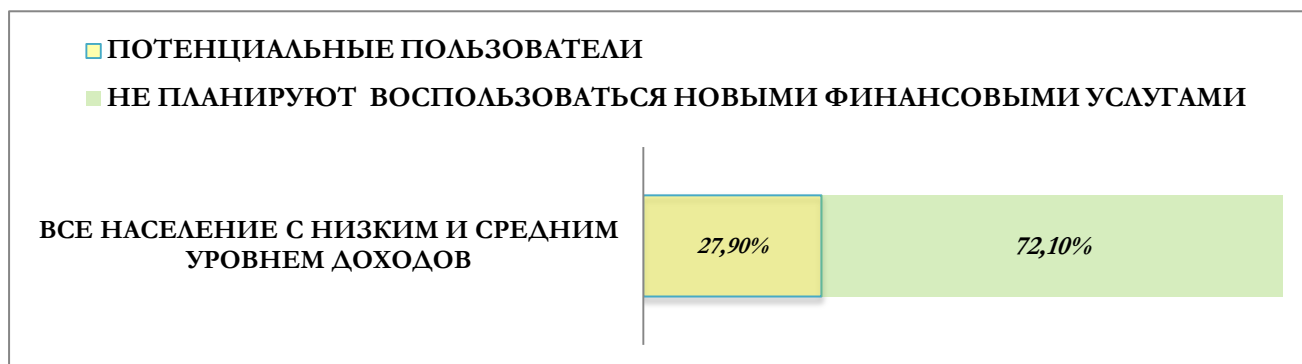 ПОТЕНЦИАЛЬНЫЕ ПОЛЬЗОВАТЕЛИ
НЕ ПЛАНИРУЮТ ВОСПОЛЬЗОВАТЬСЯ НОВЫМИ ФИНАНСОВЫМИ УСЛУГАМИ
ВСЕ НАСЕЛЕНИЕ С НИЗКИМ И СРЕДНИМ
УРОВНЕМ ДОХОДОВ
27,90%
72,10%